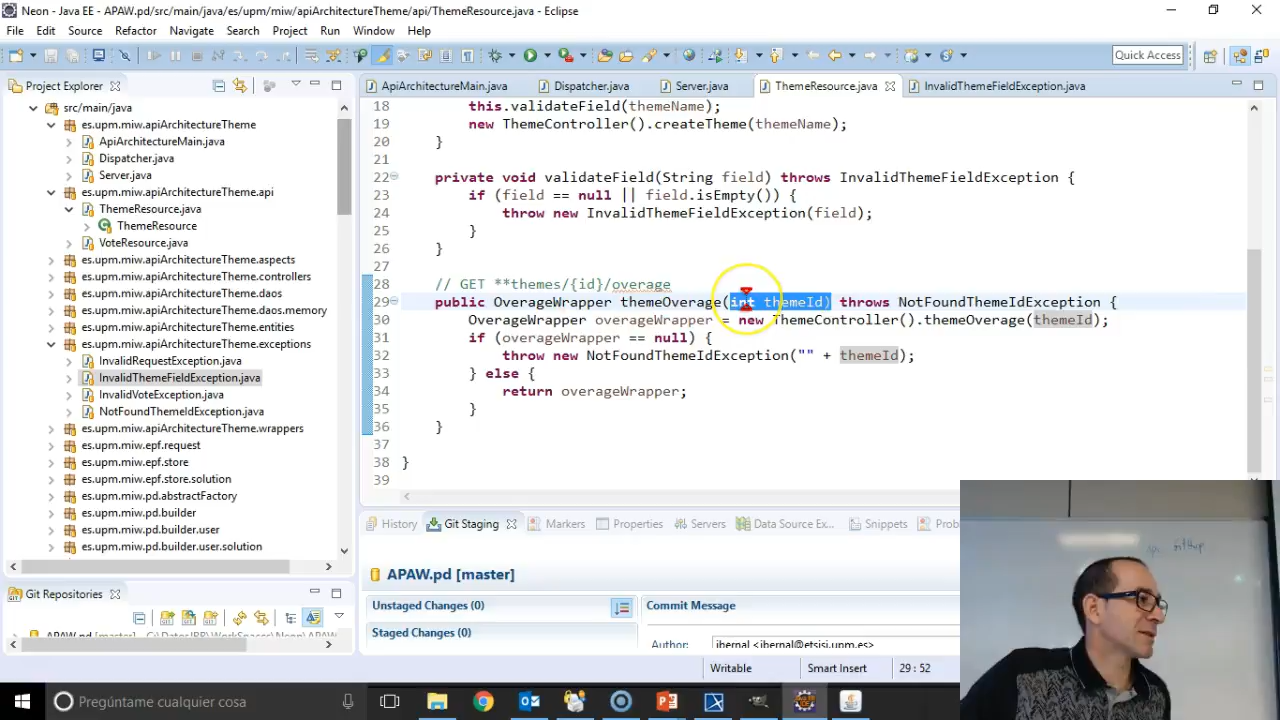 Neon - Java EE - APAW.pd/src/main/java/es/upm/miw/apiArchitectureTheme/api/ThemeResource.java - Eclipse
File Edit Source Refactor Navigate Search Project Run Window Help
Quick Access
Project Explorer
ApiArchitectureMain.java Dispatcher.java Server.java ThemeResource.java InvalidThemeFieldException.java
src/main/java
es.upm.miw.apiArchitectureTheme
ApiArchitectureMain.java
Dispatcher.java
Server.java
es.upm.miw.apiArchitectureTheme.api
ThemeResource.java
ThemeResource
VoteResource.java
es.upm.miw.apiArchitectureTheme.aspects
es.upm.miw.apiArchitectureTheme.controllers
es.upm.miw.apiArchitectureTheme.daos
es.upm.miw.apiArchitectureTheme.daos.memory
es.upm.miw.apiArchitectureTheme.entities
es.upm.miw.apiArchitectureTheme.exceptions
InvalidRequestException.java
InvalidThemeFieldException.java
InvalidVoteException.java
NotFoundThemeIdException.java
es.upm.miw.apiArchitectureTheme.wrappers
es.upm.miw.epf.request
es.upm.miw.epf.store
es.upm.miw.epf.store.solution
es.upm.miw.pd.abstractFactory
es.upm.miw.pd.builder
es.upm.miw.pd.builder.user
es.upm.miw.pd.builder.user.solution
18 this.validateField(themeName);
19 new ThemeController().createTheme(themeName);
20 }
21
22 private void validateField(String field) throws InvalidThemeFieldException {
23 if (field == null || field.isEmpty()) {
24 throw new InvalidThemeFieldException(field);
25 }
26 }
27
28 // GET **themes/{id}/overage
29 public OverageWrapper themeOverage(int themeId) throws NotFoundThemeIdException {
30 OverageWrapper overageWrapper = new ThemeController().themeOverage(themeId);
31 if (overageWrapper == null) {
32 throw new NotFoundThemeIdException("" + themeId);
33 } else {
34 return overageWrapper;
35 }
36 }
37
38 }
39
Git Repositories
History Git Staging Markers Properties Servers Data Source Ex... Snippets
APAW.pd [master]
Unstaged Changes (0)
Staged Changes (0)
Commit Message
Author: jbernal <jbernal@etsisi.upm.es>
Writable Smart Insert 29 : 52
Pregúntame cualquier cosa